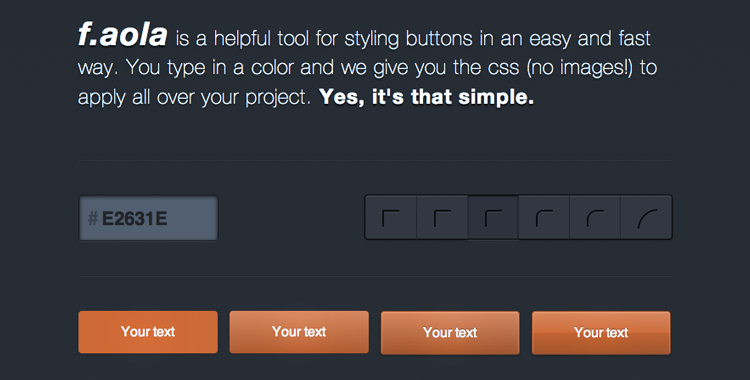 f.aola is a helpful tool for styling buttons in an easy and fast
way. You type in a color and we give you the css (no images!) to
apply all over your project. Yes, it's that simple.
# E2631E
Your text Your text Your text Your text